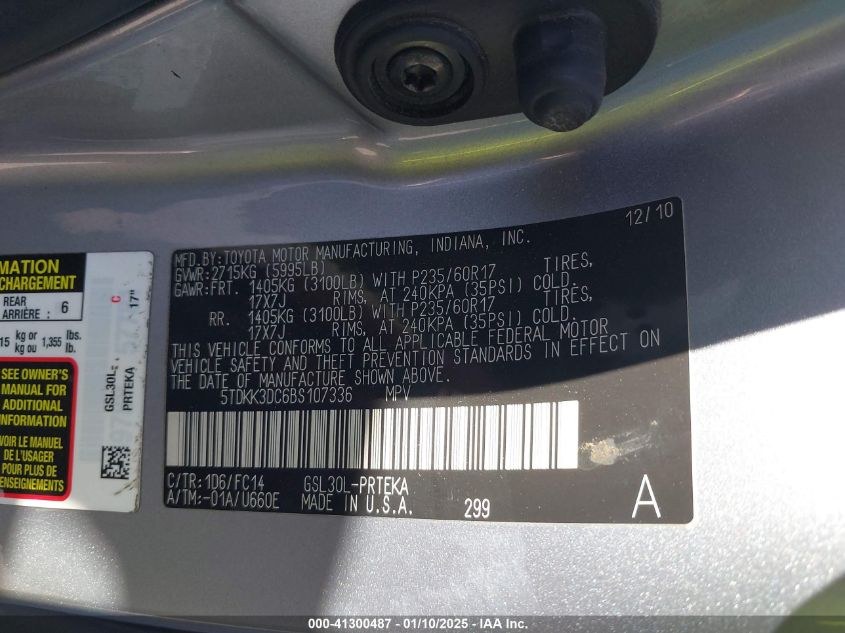 12/10
MFD.BY:TOYOTA MOTOR MANUFACTURING, INDIANA, INC.
GVWR:2715KG (5995LB)
GAWR:FRT. 1405KG (3100LB) WITH P235/60R17 TIRES,
17X7J RIMS, AT 240KPA (35PSI) COLD.
RR. 1405KG (3100LB) WITH P235/60R17 TIRES,
17X7J RIMS, AT 240KPA (35PSI) COLD.
THIS VEHICLE CONFORMS TO ALL APPLICABLE FEDERAL MOTOR
VEHICLE SAFETY AND THEFT PREVENTION STANDARDS IN EFFECT ON
THE DATE OF MANUFACTURE SHOWN ABOVE.
5TDKK3DC6BS107336 MPV
C/TR:1D6/FC14 GSL30L-PRTEKA
A/TM:-01A/U660E MADE IN U.S.A. 299 A
MATION
CHARGEMENT
REAR
ARRIÈRE : 6
15 kg or lbs.
kg ou 1,355 lb.
SEE OWNER'S
MANUAL FOR
ADDITIONAL
INFORMATION
VOIR LE MANUEL
DE L'USAGER
POUR PLUS DE
RENSEIGNEMENTS
GSL30L-
PRTEKA
C
17"
000-41300487 - 01/10/2025 - IAAI.com